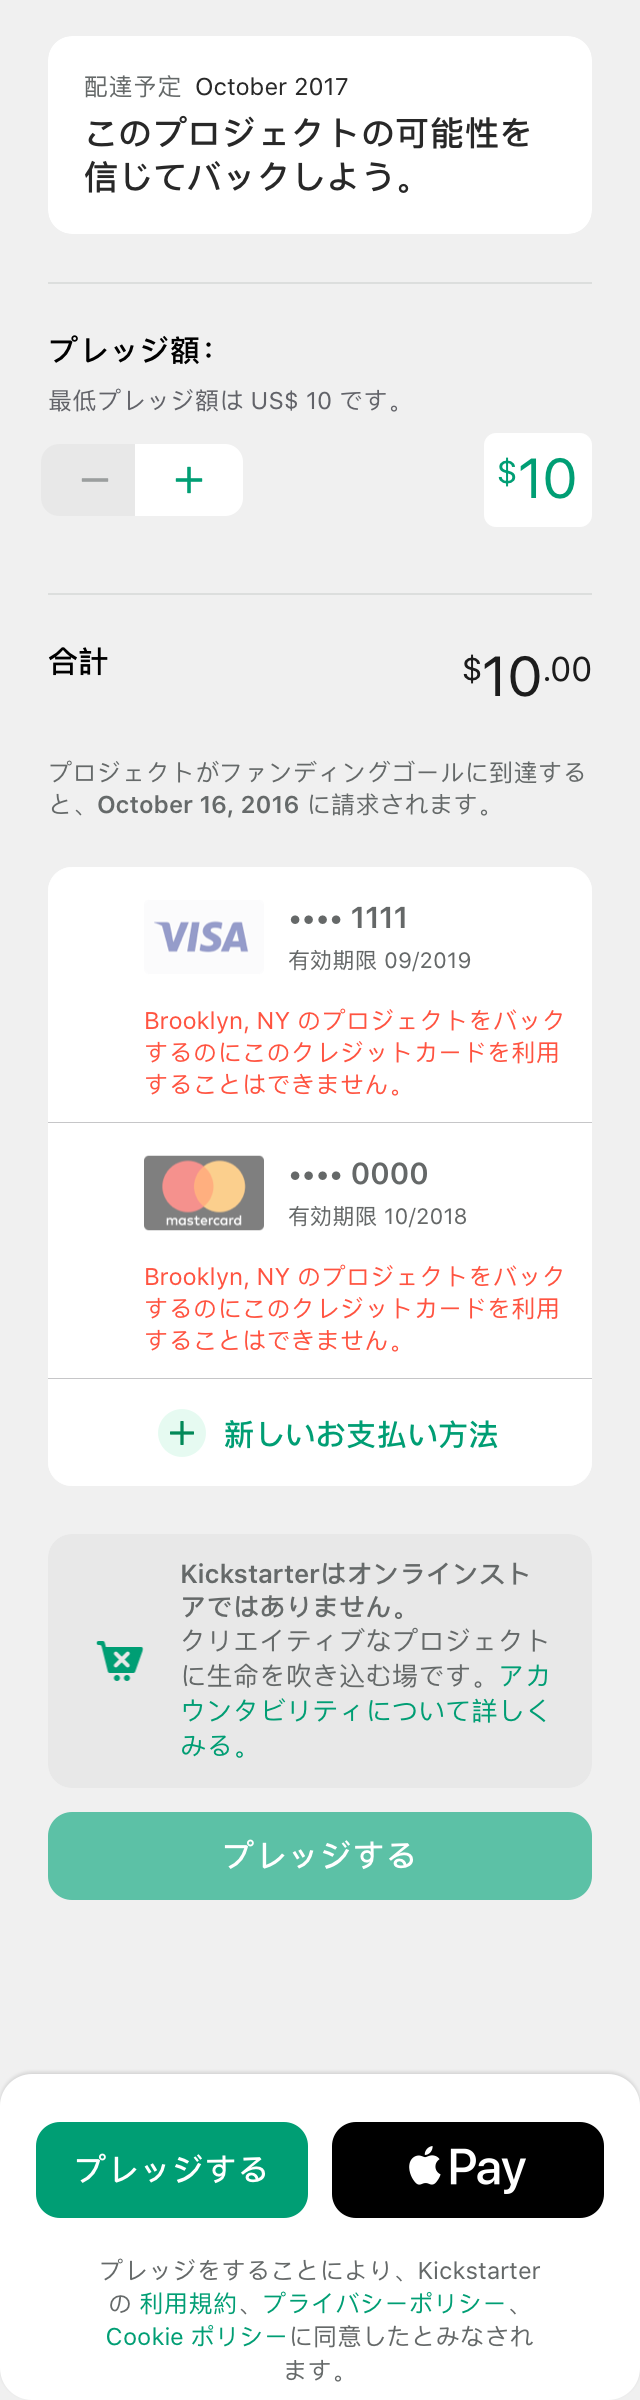 配達予定 October 2017
このプロジェクトの可能性を
信じてバックしよう。
プレッジ額：
最低プレッジ額は US$ 10 です。
− +
$10
合計
$10.00
プロジェクトがファンディングゴールに到達する
と、October 16, 2016 に請求されます。
VISA
•••• 1111
有効期限 09/2019
Brooklyn, NY のプロジェクトをバック
するのにこのクレジットカードを利用
することはできません。
mastercard
•••• 0000
有効期限 10/2018
Brooklyn, NY のプロジェクトをバック
するのにこのクレジットカードを利用
することはできません。
+ 新しいお支払い方法
Kickstarterはオンラインスト
アではありません。
クリエイティブなプロジェクト
に生命を吹き込む場です。アカ
ウンタビリティについて詳しく
みる。
プレッジする
プレッジする
Pay
プレッジをすることにより、Kickstarter
の 利用規約、プライバシーポリシー、
Cookie ポリシーに同意したとみなされ
ます。